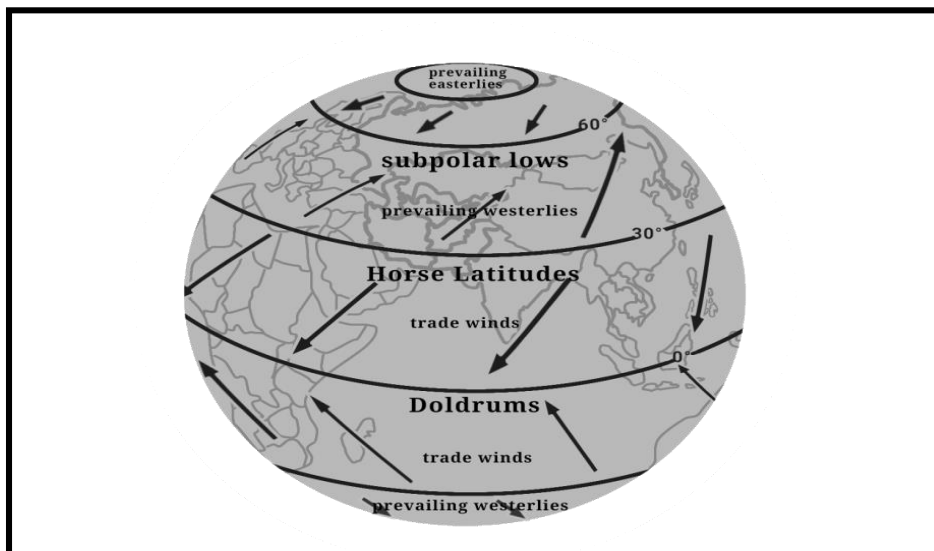 prevailing
easterlies
60°
subpolar lows
prevailing westerlies
30°
Horse Latitudes
trade winds
0°
Doldrums
trade winds
prevailing westerlies